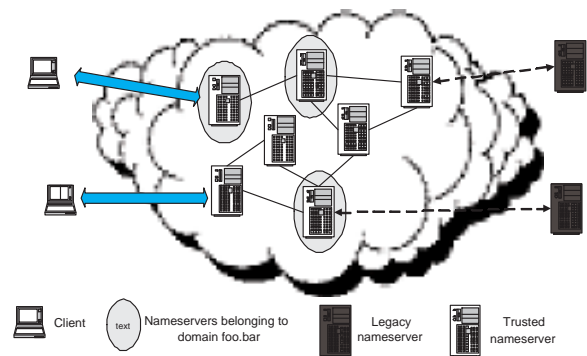 Client
text
Nameservers belonging to
domain foo.bar
Legacy
nameserver
Trusted
nameserver